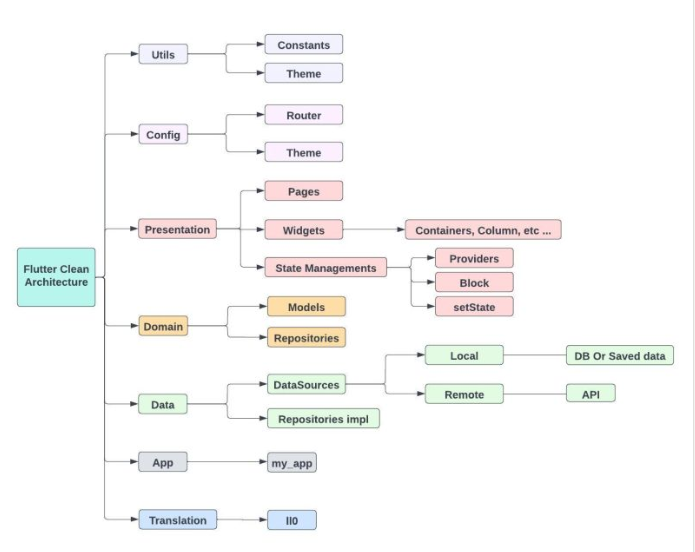 Utils
Constants
Theme
Config
Router
Theme
Presentation
Pages
Widgets
Containers, Column, etc ...
State Managements
Providers
Block
setState
Flutter Clean
Architecture
Domain
Models
Repositories
Data
DataSources
Local
DB Or Saved data
Remote
API
Repositories impl
App
my_app
Translation
ll0